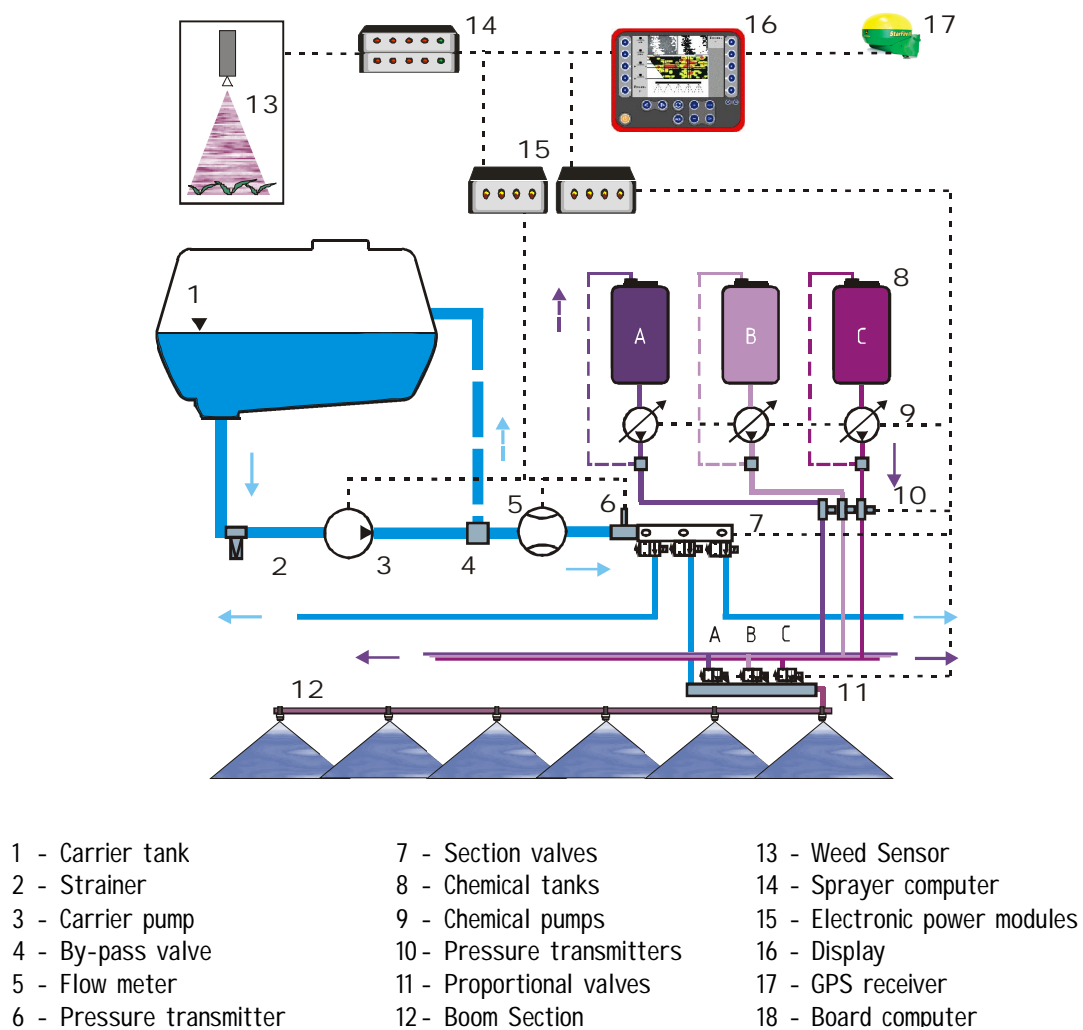 14
16
17
13
15
1
8
A
B
C
9
5
6
10
7
2
3
4
A B C
12
11
1 - Carrier tank
2 - Strainer
3 - Carrier pump
4 - By-pass valve
5 - Flow meter
6 - Pressure transmitter
7 - Section valves
8 - Chemical tanks
9 - Chemical pumps
10 - Pressure transmitters
11 - Proportional valves
12 - Boom Section
13 - Weed Sensor
14 - Sprayer computer
15 - Electronic power modules
16 - Display
17 - GPS receiver
18 - Board computer